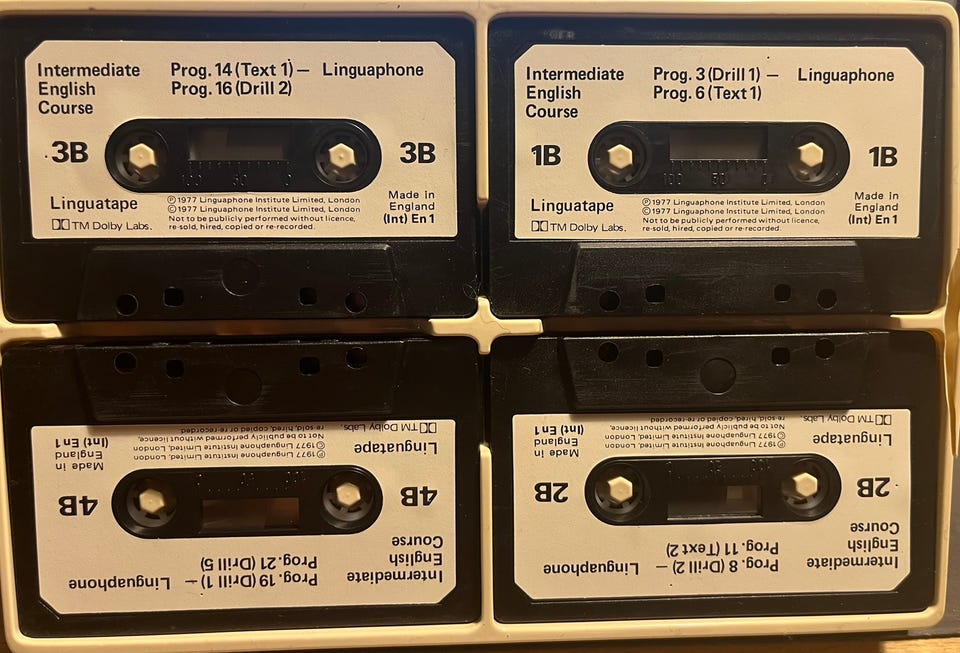 Intermediate
English
Course
Prog. 14 (Text 1) — Linguaphone
Prog. 16 (Drill 2)
3B
3B
100 50 0
Linguatape
TM Dolby Labs.
Ⓟ 1977 Linguaphone Institute Limited, London
© 1977 Linguaphone Institute Limited, London
Not to be publicly performed without licence,
re-sold, hired, copied or re-recorded.
Made in
England
(Int) En 1
Intermediate
English
Course
Prog. 3 (Drill 1) — Linguaphone
Prog. 6 (Text 1)
1B
1B
100 50 0
Linguatape
TM Dolby Labs.
Ⓟ 1977 Linguaphone Institute Limited, London
© 1977 Linguaphone Institute Limited, London
Not to be publicly performed without licence,
re-sold, hired, copied or re-recorded.
Made in
England
(Int) En 1
Intermediate
English
Course
Prog. 19 (Drill 1) — Linguaphone
Prog. 21 (Drill 5)
4B
4B
Linguatape
TM Dolby Labs.
Ⓟ 1977 Linguaphone Institute Limited, London
© 1977 Linguaphone Institute Limited, London
Not to be publicly performed without licence,
re-sold, hired, copied or re-recorded
Made in
England
(Int) En 1
Intermediate
English
Course
Prog. 8 (Drill 2) — Linguaphone
Prog. 11 (Text 2)
2B
2B
Linguatape
TM Dolby Labs.
Ⓟ 1977 Linguaphone Institute Limited, London
© 1977 Linguaphone Institute Limited, London
Not to be publicly performed without licence,
re-sold, hired, copied or re-recorded
Made in
England
(Int) En 1